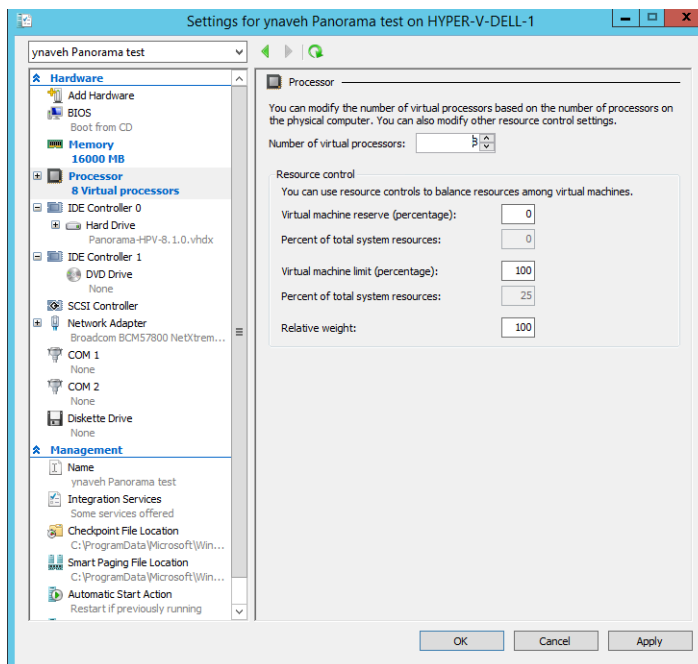 Settings for ynaveh Panorama test on HYPER-V-DELL-1
ynaveh Panorama test
Hardware
Add Hardware
BIOS
Boot from CD
Memory
16000 MB
Processor
8 Virtual processors
IDE Controller 0
Hard Drive
Panorama-HPV-8.1.0.vhdx
IDE Controller 1
DVD Drive
None
SCSI Controller
Network Adapter
Broadcom BCM57800 NetXtrem...
COM 1
None
COM 2
None
Diskette Drive
None
Management
Name
ynaveh Panorama test
Integration Services
Some services offered
Checkpoint File Location
C:\ProgramData\Microsoft\Win...
Smart Paging File Location
C:\ProgramData\Microsoft\Win...
Automatic Start Action
Restart if previously running
Processor
You can modify the number of virtual processors based on the number of processors on
the physical computer. You can also modify other resource control settings.
Number of virtual processors:
Resource control
You can use resource controls to balance resources among virtual machines.
Virtual machine reserve (percentage): 0
Percent of total system resources: 0
Virtual machine limit (percentage): 100
Percent of total system resources: 25
Relative weight: 100
OK
Cancel
Apply